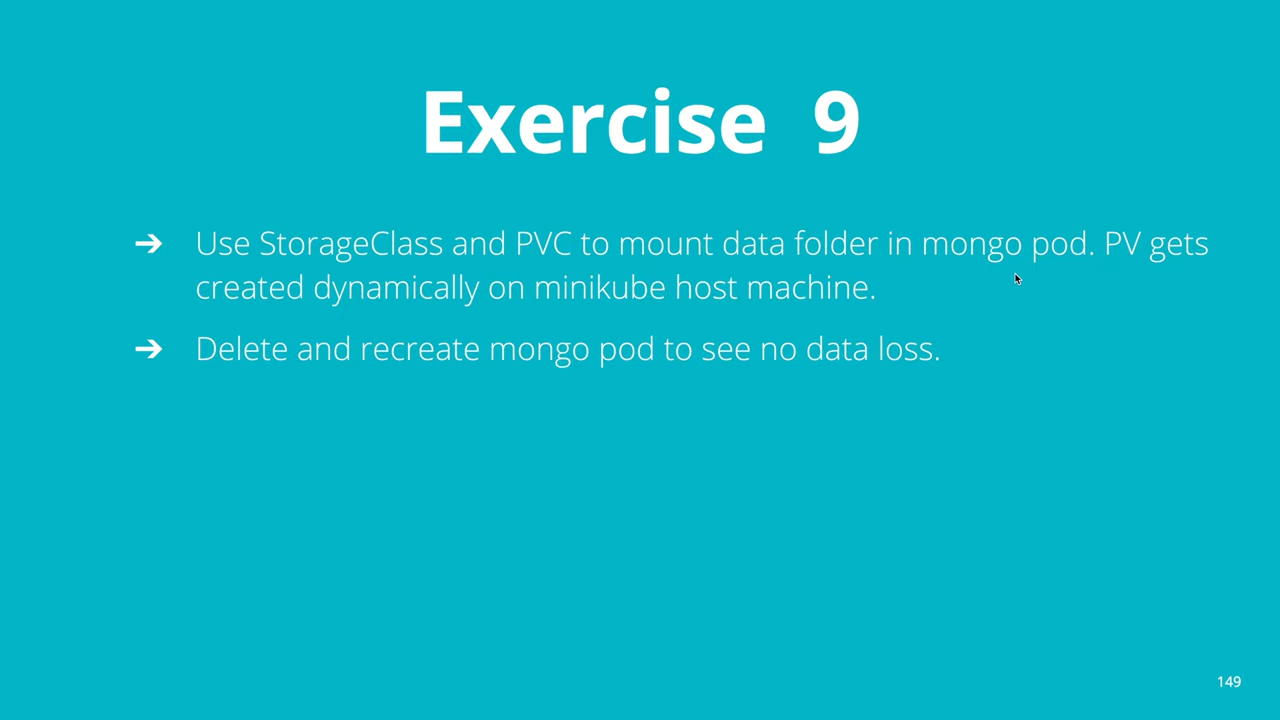 Exercise 9
➔ Use StorageClass and PVC to mount data folder in mongo pod. PV gets
created dynamically on minikube host machine.
➔ Delete and recreate mongo pod to see no data loss.
149